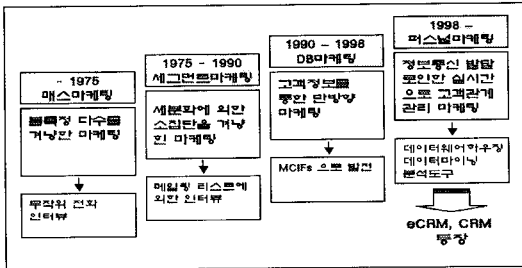 - 1975
매스마케팅
불특정 다수를
겨냥한 마케팅
무작위 전화
인터뷰
1975 - 1990
세그먼트마케팅
세분화에 의한
소집단을 겨냥
한 마케팅
메일링 리스트에
의한 인터뷰
1990 - 1998
DB마케팅
고객정보를
통한 단방향
마케팅
MCIFs 으로 발전
1998 -
퍼스널마케팅
정보통신 발달
로인한 실시간
으로 고객관계
관리 마케팅
데이터웨어하우징
데이터마이닝
분석도구
eCRM, CRM
등장